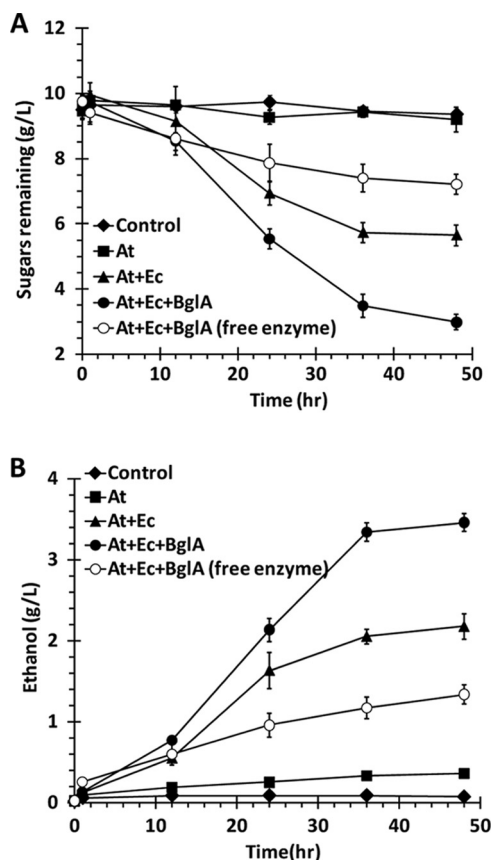 A
12
10
8
6
4
2
Sugars remaining (g/L)
Control
At
At+Ec
At+Ec+BglA
At+Ec+BglA (free enzyme)
0 10 20 30 40 50
Time (hr)
B
4
3
2
1
0
Ethanol (g/L)
Control
At
At+Ec
At+Ec+BglA
At+Ec+BglA (free enzyme)
0 10 20 30 40 50
Time(hr)